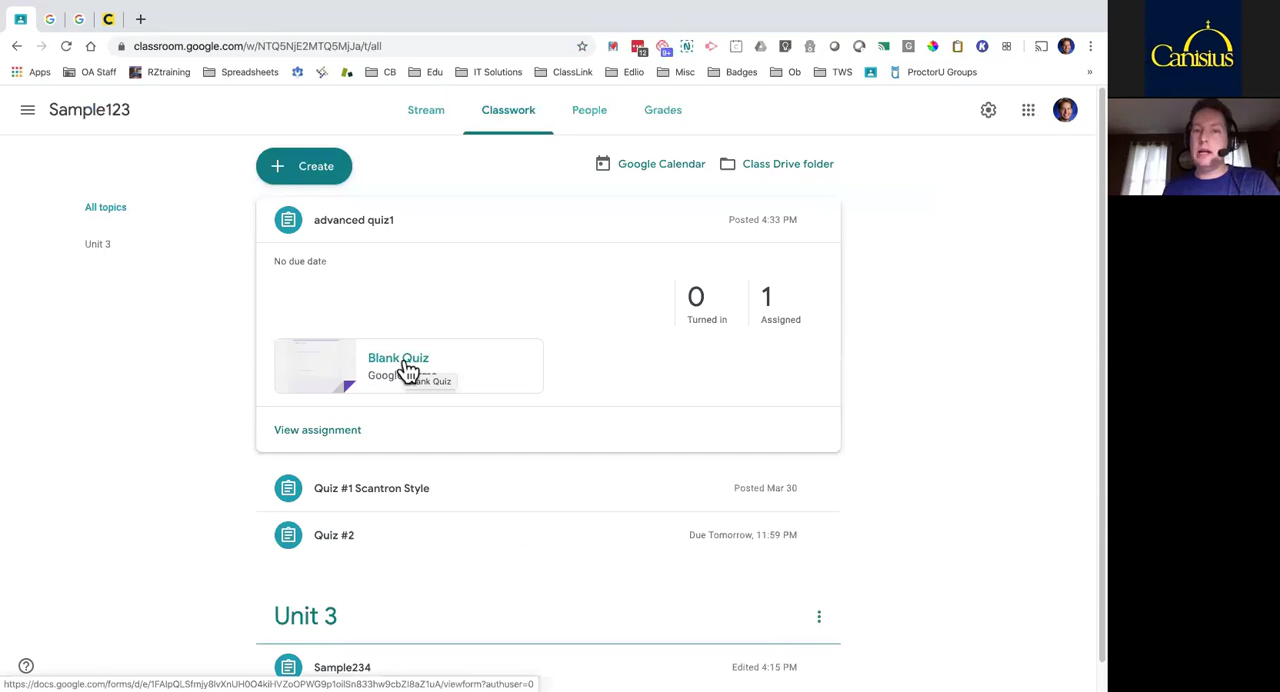 classroom.google.com/w/NTQ5NjE2MTQ5MjJa/t/all
Apps OA Staff RZtraining Spreadsheets CB Edu IT Solutions ClassLink Edlio Misc Badges Ob TWS ProctorU Groups »
Canisius
Sample123 Stream Classwork People Grades
Create Google Calendar Class Drive folder
All topics
Unit 3
advanced quiz1 Posted 4:33 PM
No due date
0 1
Turned in Assigned
Blank Quiz
Blank Quiz
View assignment
Quiz #1 Scantron Style Posted Mar 30
Quiz #2 Due Tomorrow, 11:59 PM
Unit 3
Sample234 Edited 4:15 PM